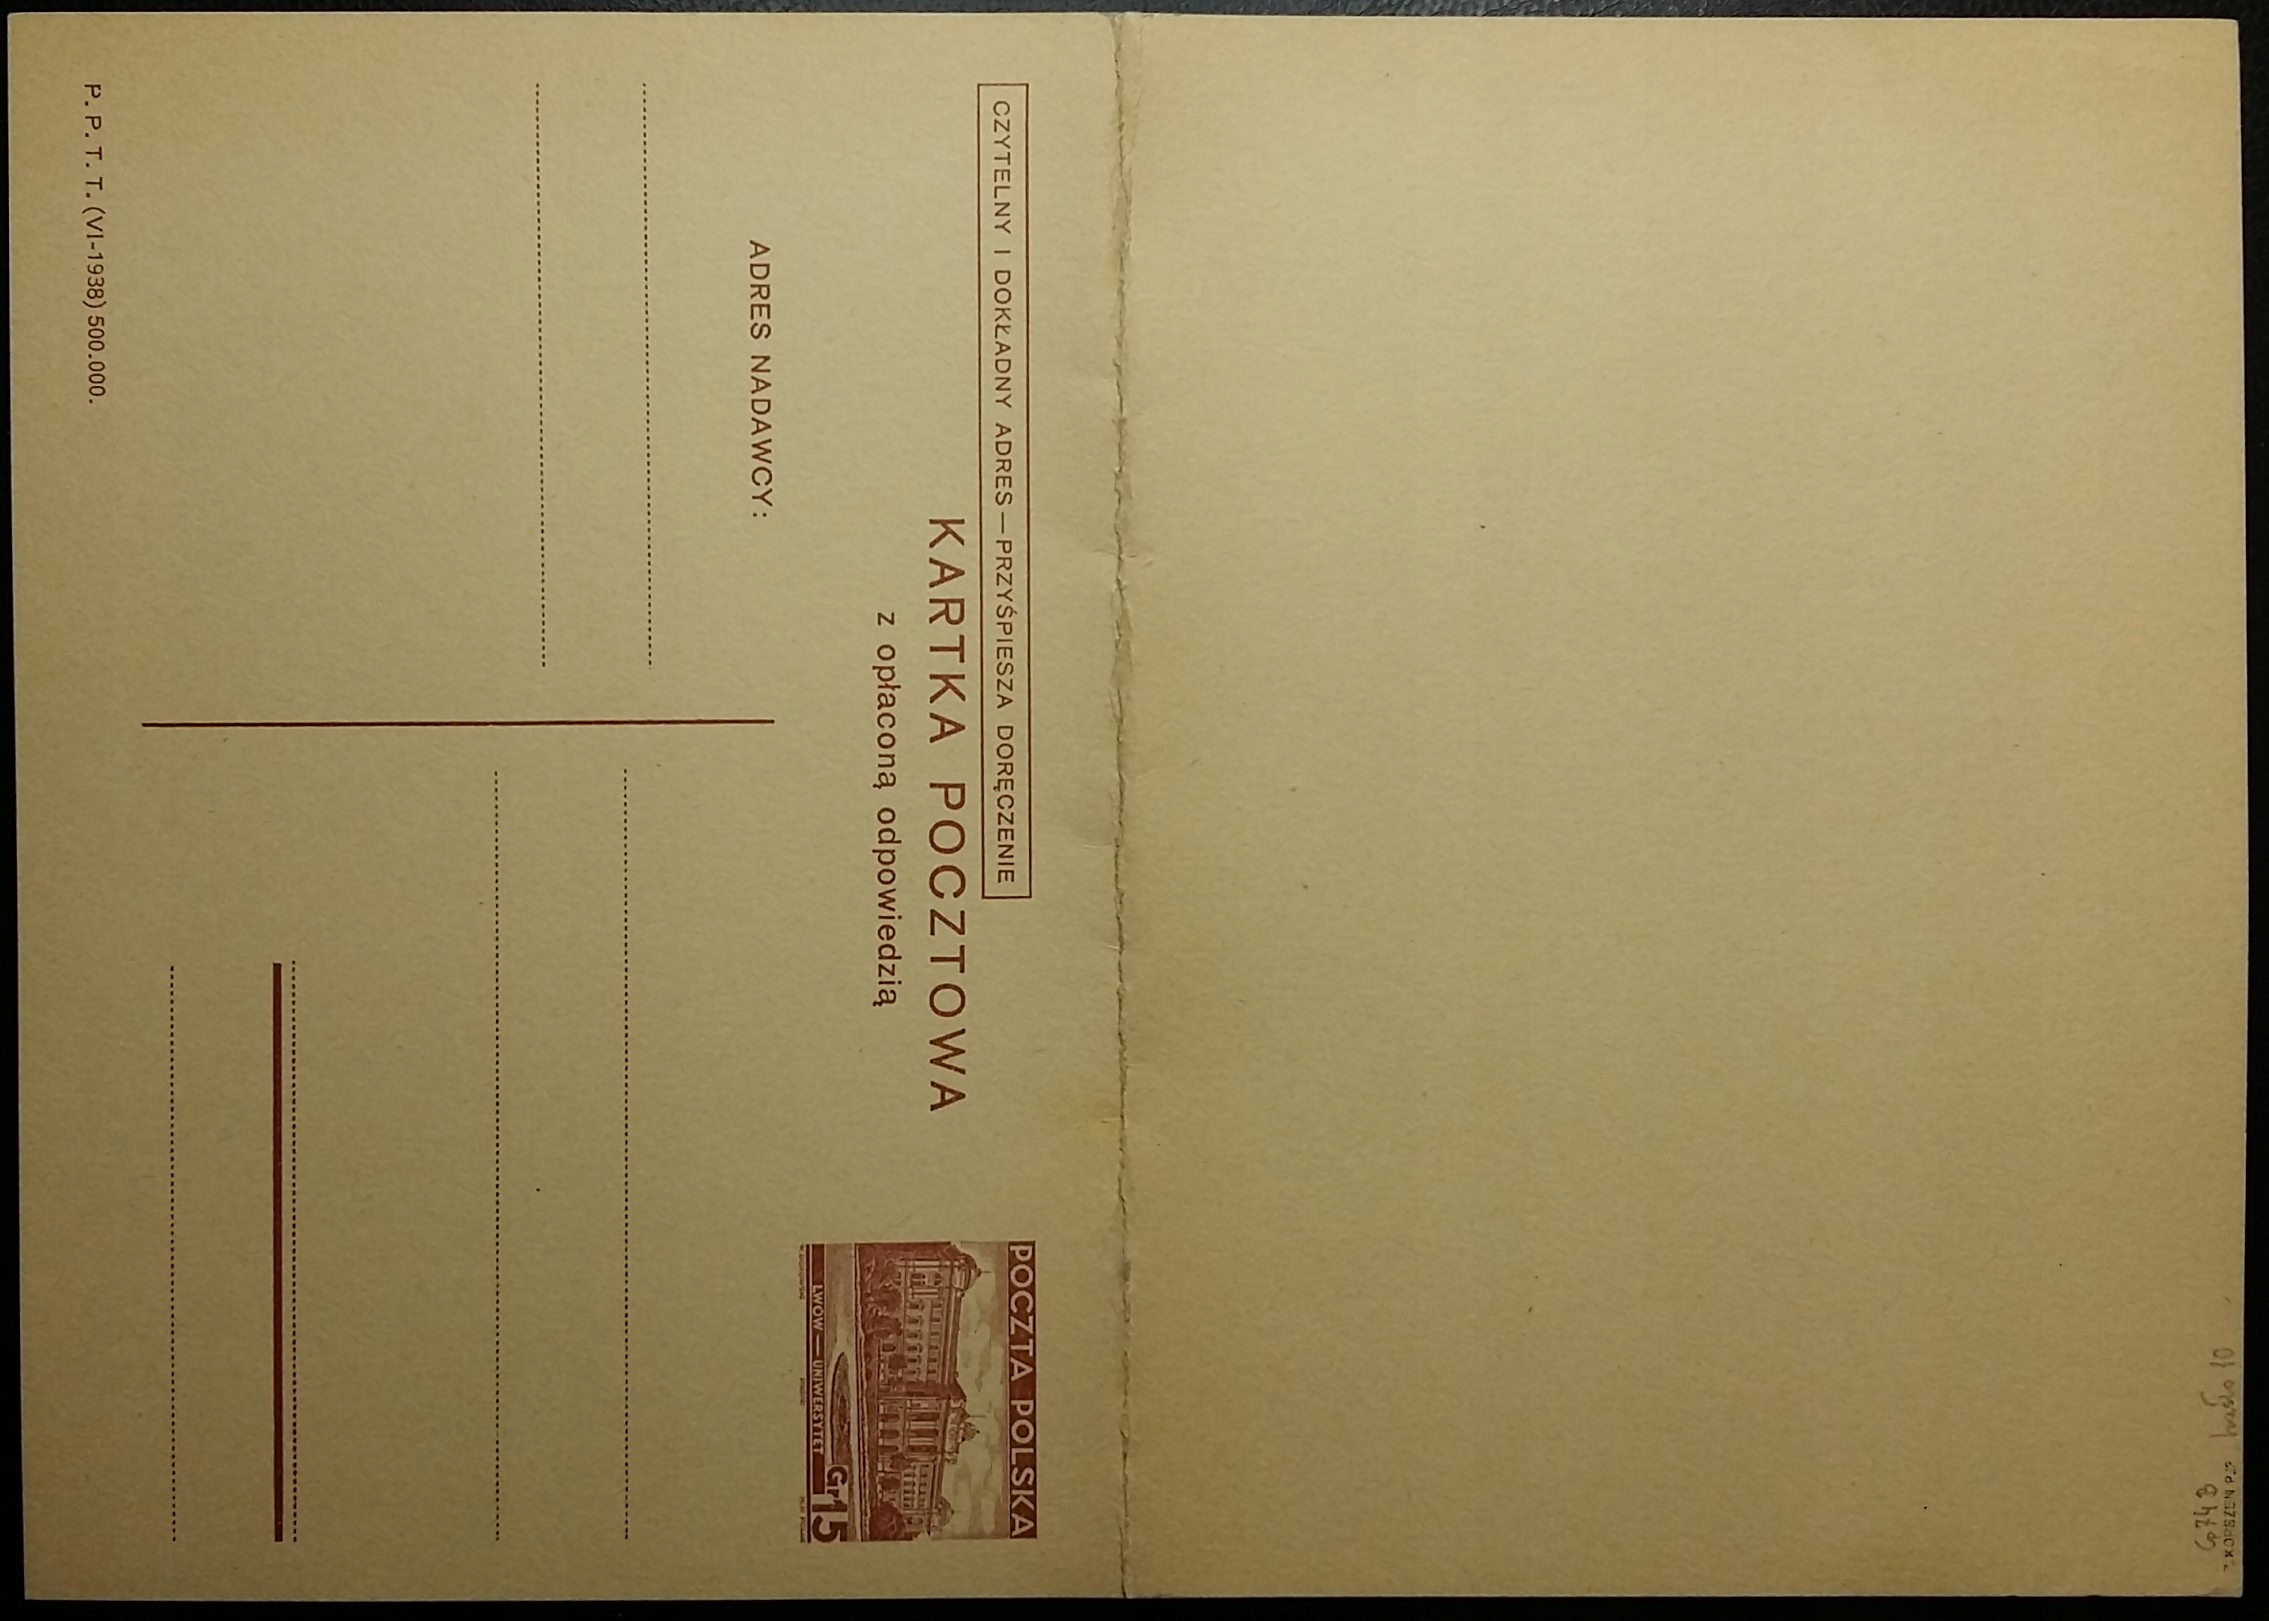 CZYTELNY I DOKŁADNY ADRES—PRZYŚPIESZA DORĘCZENIE
KARTKA POCZTOWA
z opłaconą odpowiedzią
POCZTA POLSKA
LWÓW — UNIWERSYTET
Gr 15
ADRES NADAWCY:
P. P. T. T. (VI-1938) 500.000.